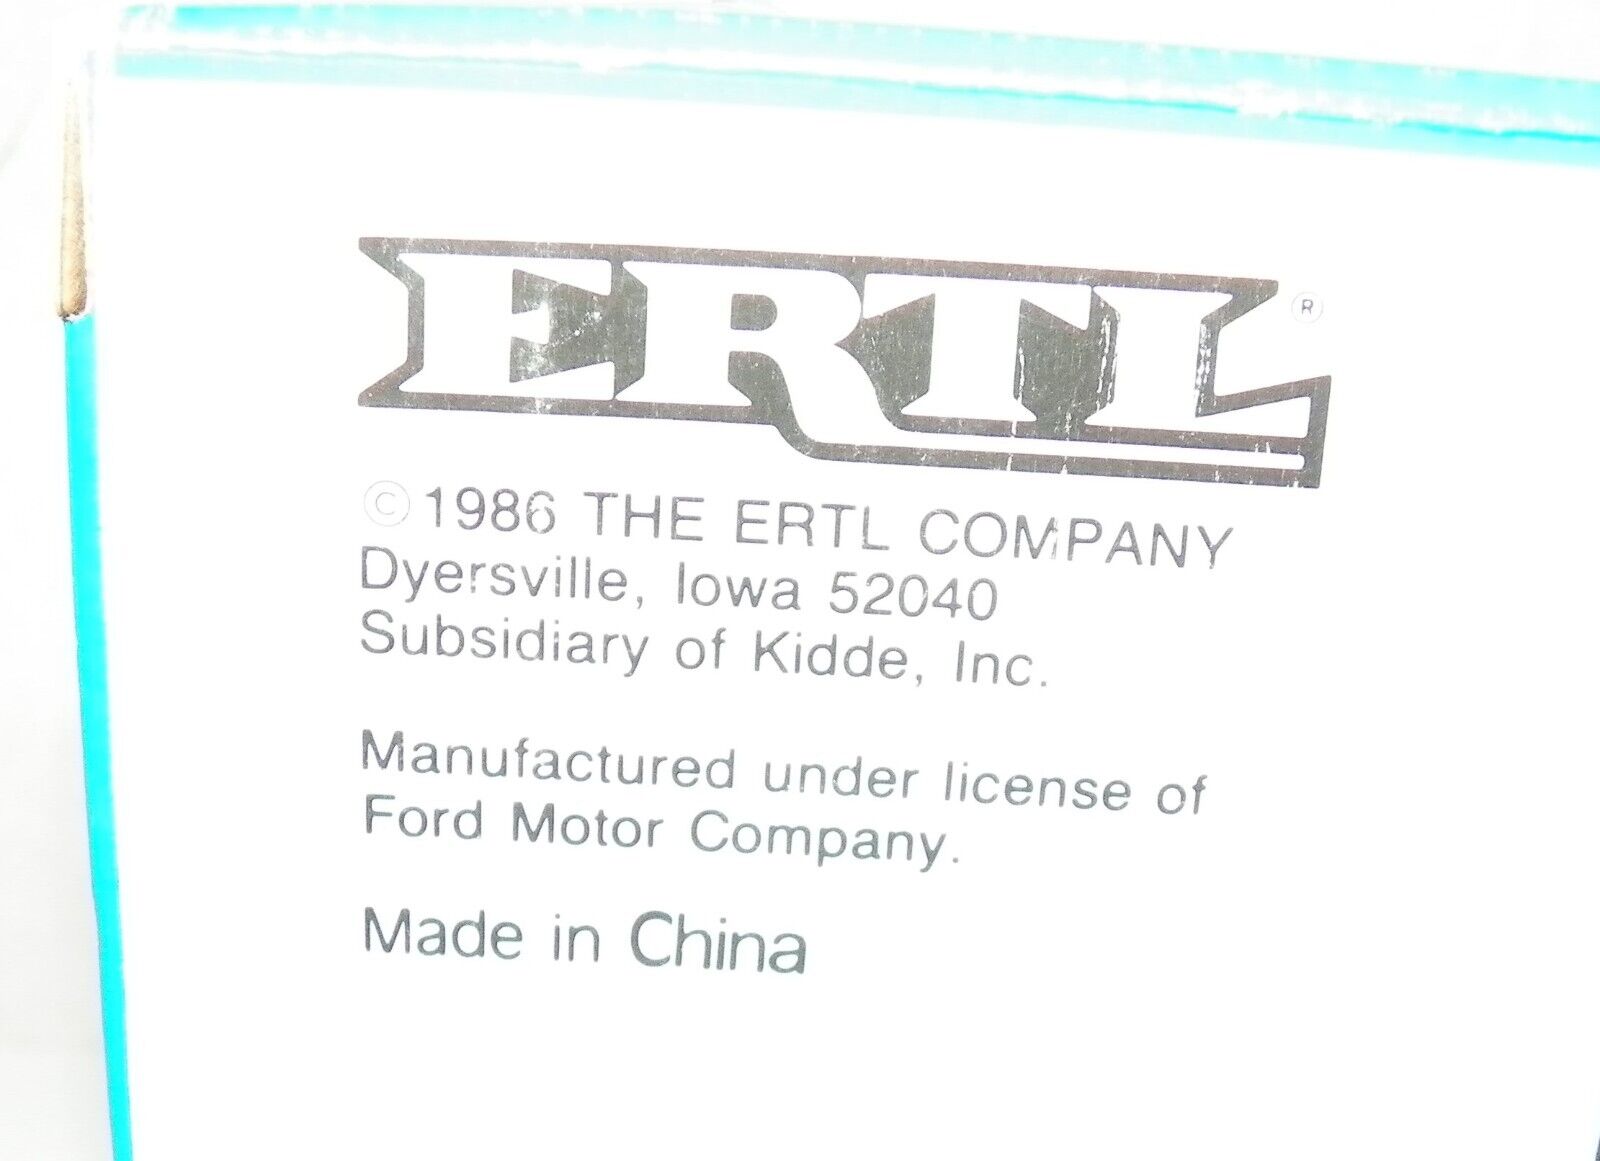 ERTL ®
© 1986 THE ERTL COMPANY
Dyersville, Iowa 52040
Subsidiary of Kidde, Inc.
Manufactured under license of
Ford Motor Company.
Made in China